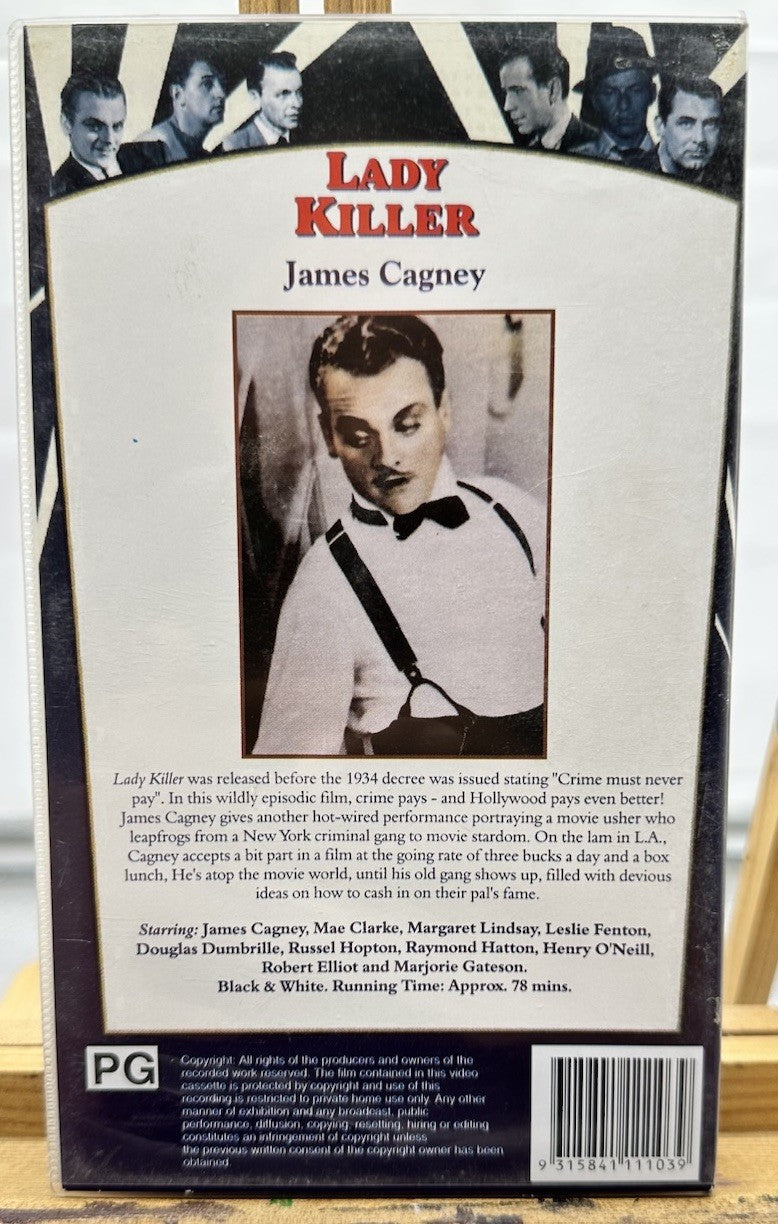 LADY
KILLER
James Cagney
Lady Killer was released before the 1934 decree was issued stating "Crime must never
pay". In this wildly episodic film, crime pays - and Hollywood pays even better!
James Cagney gives another hot-wired performance portraying a movie usher who
leapfrogs from a New York criminal gang to movie stardom. On the lam in L.A.,
Cagney accepts a bit part in a film at the going rate of three bucks a day and a box
lunch, He's atop the movie world, until his old gang shows up, filled with devious
ideas on how to cash in on their pal's fame.
Starring: James Cagney, Mae Clarke, Margaret Lindsay, Leslie Fenton,
Douglas Dumbrille, Russel Hopton, Raymond Hatton, Henry O'Neill,
Robert Elliot and Marjorie Gateson.
Black & White. Running Time: Approx. 78 mins.
PG
Copyright: All rights of the producers and owners of the
recorded work reserved. The film contained in this video
cassette is protected by copyright and use of this
recording is restricted to private home use only. Any other
manner of exhibition and any broadcast, public
performance, diffusion, copying, resetting, hiring or editing
constitutes an infringement of copyright unless
the previous written consent of the copyright owner has been
obtained.
9 315841 111039